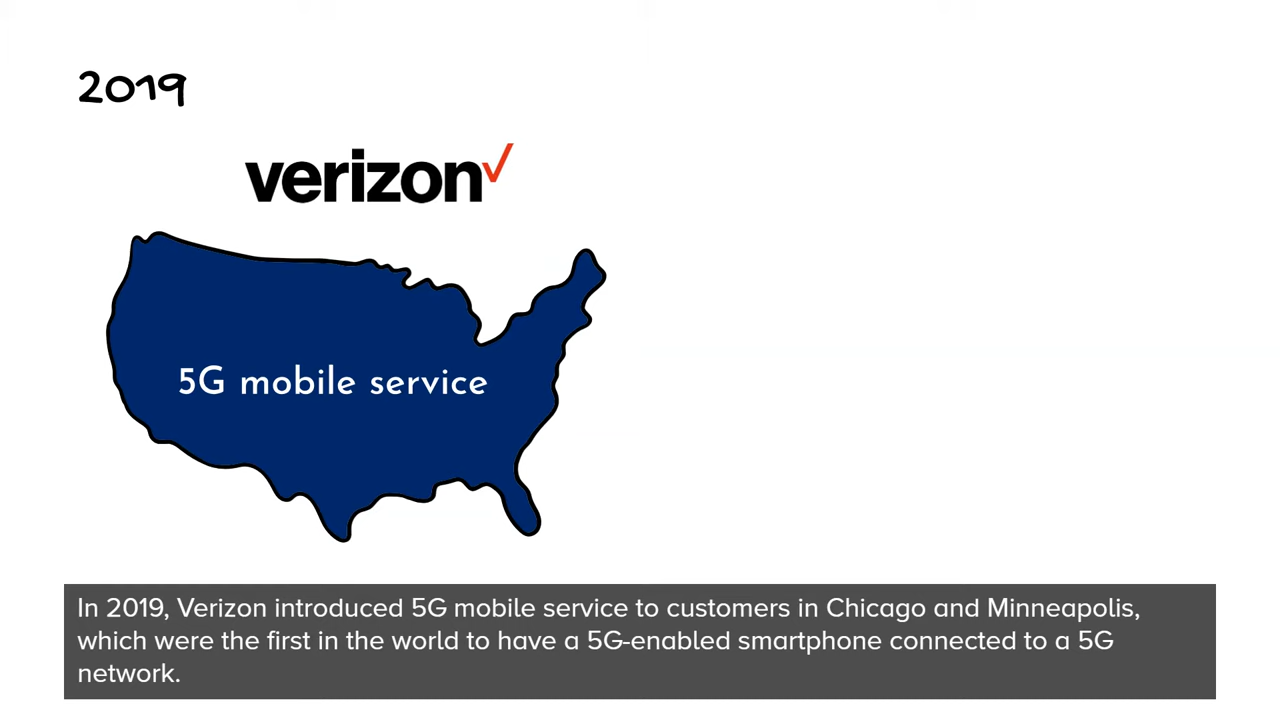 2019
verizon✓
5G mobile service
In 2019, Verizon introduced 5G mobile service to customers in Chicago and Minneapolis,
which were the first in the world to have a 5G-enabled smartphone connected to a 5G
network.